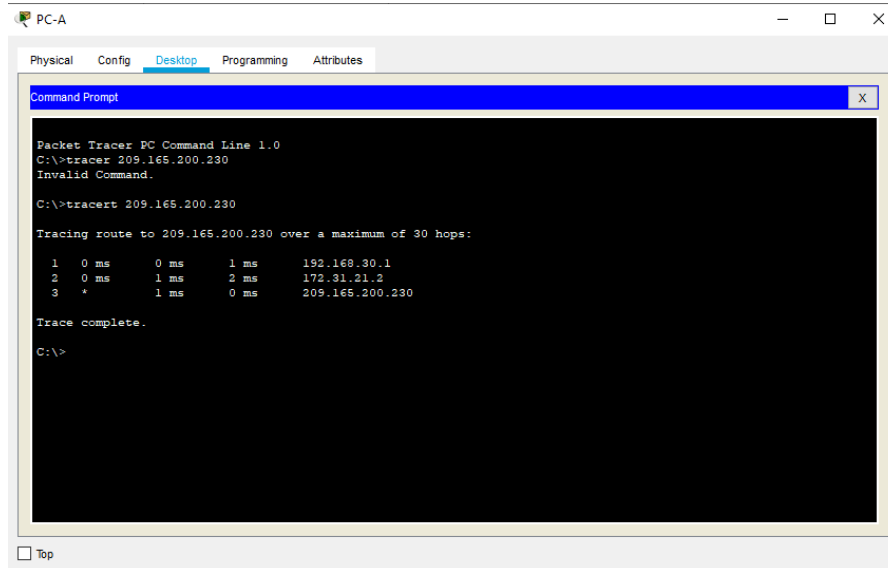 PC-A
Physical Config Desktop Programming Attributes
Command Prompt X
Packet Tracer PC Command Line 1.0
C:\>tracer 209.165.200.230
Invalid Command.
C:\>tracert 209.165.200.230
Tracing route to 209.165.200.230 over a maximum of 30 hops:
1 0 ms 0 ms 1 ms 192.168.30.1
2 0 ms 1 ms 2 ms 172.31.21.2
3 * 1 ms 0 ms 209.165.200.230
Trace complete.
C:\>
Top